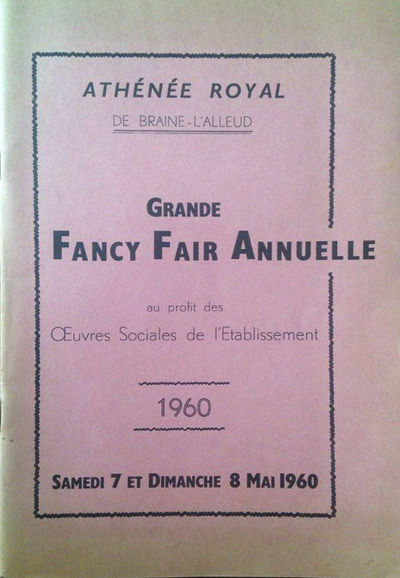 ATHÉNÉE ROYAL
DE BRAINE-L'ALLEUD
GRANDE
FANCY FAIR ANNUELLE
au profit des
Œuvres Sociales de l'Etablissement
1960
SAMEDI 7 ET DIMANCHE 8 MAI 1960